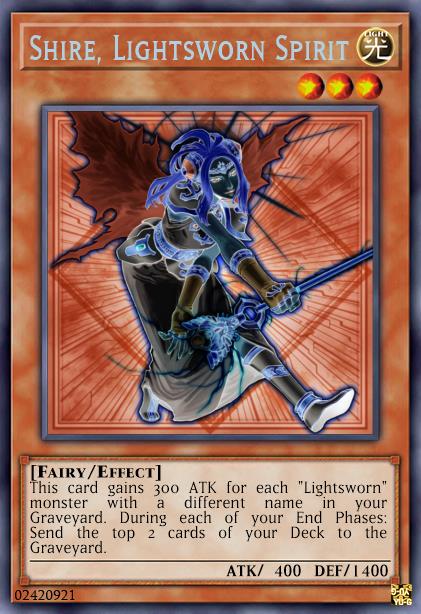 Shire, Lightsworn Spirit
LIGHT
光
[Fairy/Effect]
This card gains 300 ATK for each "Lightsworn"
monster with a different name in your
Graveyard. During each of your End Phases:
Send the top 2 cards of your Deck to the
Graveyard.
ATK/ 400 DEF/1400
02420921